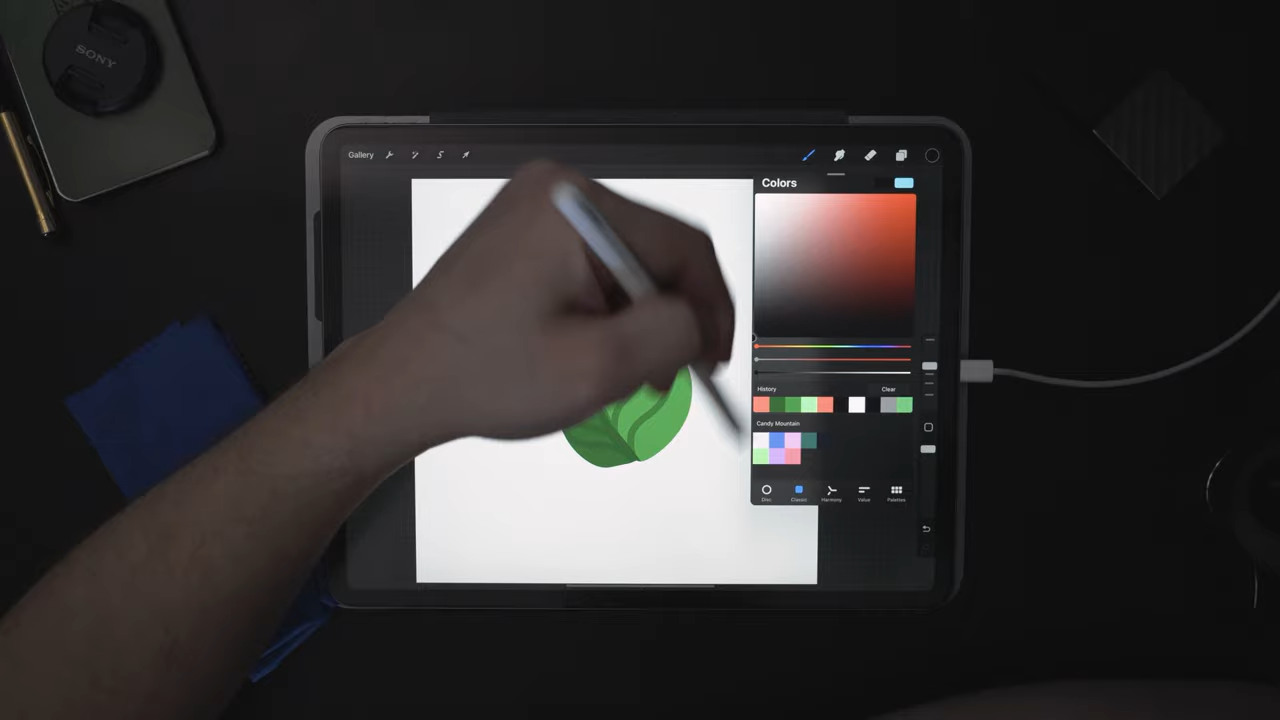 SONY
Gallery
Colors
History
Clear
Candy Mountain
Disc
Classic
Harmony
Value
Palettes